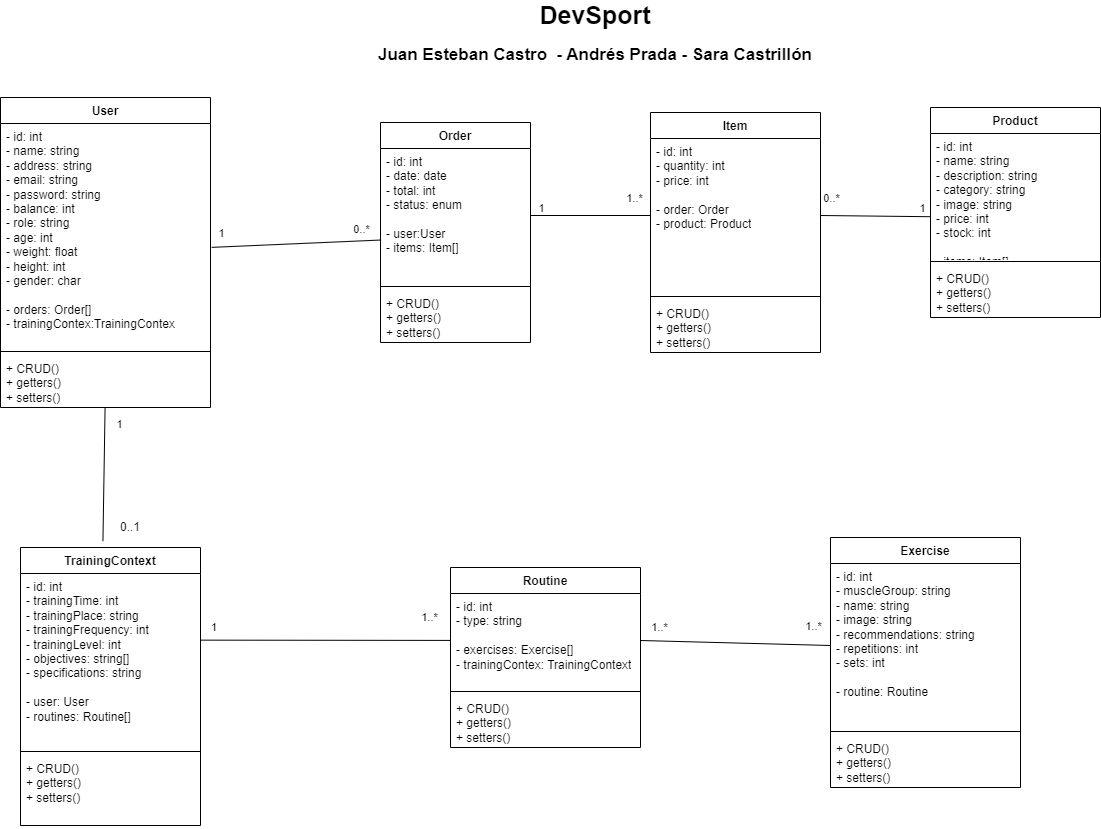 DevSport
Juan Esteban Castro  - Andrés Prada - Sara Castrillón
User
- id: int
- name: string
- address: string
- email: string
- password: string
- balance: int
- role: string
- age: int
- weight: float
- height: int
- gender: char
- orders: Order[]
- trainingContex:TrainingContex
+ CRUD()
+ getters()
+ setters()
1
0..*
Order
- id: int
- date: date
- total: int
- status: enum
- user:User
- items: Item[]
+ CRUD()
+ getters()
+ setters()
1
1..*
Item
- id: int
- quantity: int
- price: int
- order: Order
- product: Product
+ CRUD()
+ getters()
+ setters()
0..*
1
Product
- id: int
- name: string
- description: string
- category: string
- image: string
- price: int
- stock: int
- items: Item[]
+ CRUD()
+ getters()
+ setters()
1
0..1
TrainingContext
- id: int
- trainingTime: int
- trainingPlace: string
- trainingFrequency: int
- trainingLevel: int
- objectives: string[]
- specifications: string
- user: User
- routines: Routine[]
+ CRUD()
+ getters()
+ setters()
1
1..*
Routine
- id: int
- type: string
- exercises: Exercise[]
- trainingContex: TrainingContext
+ CRUD()
+ getters()
+ setters()
1..*
1..*
Exercise
- id: int
- muscleGroup: string
- name: string
- image: string
- recommendations: string
- repetitions: int
- sets: int
- routine: Routine
+ CRUD()
+ getters()
+ setters()